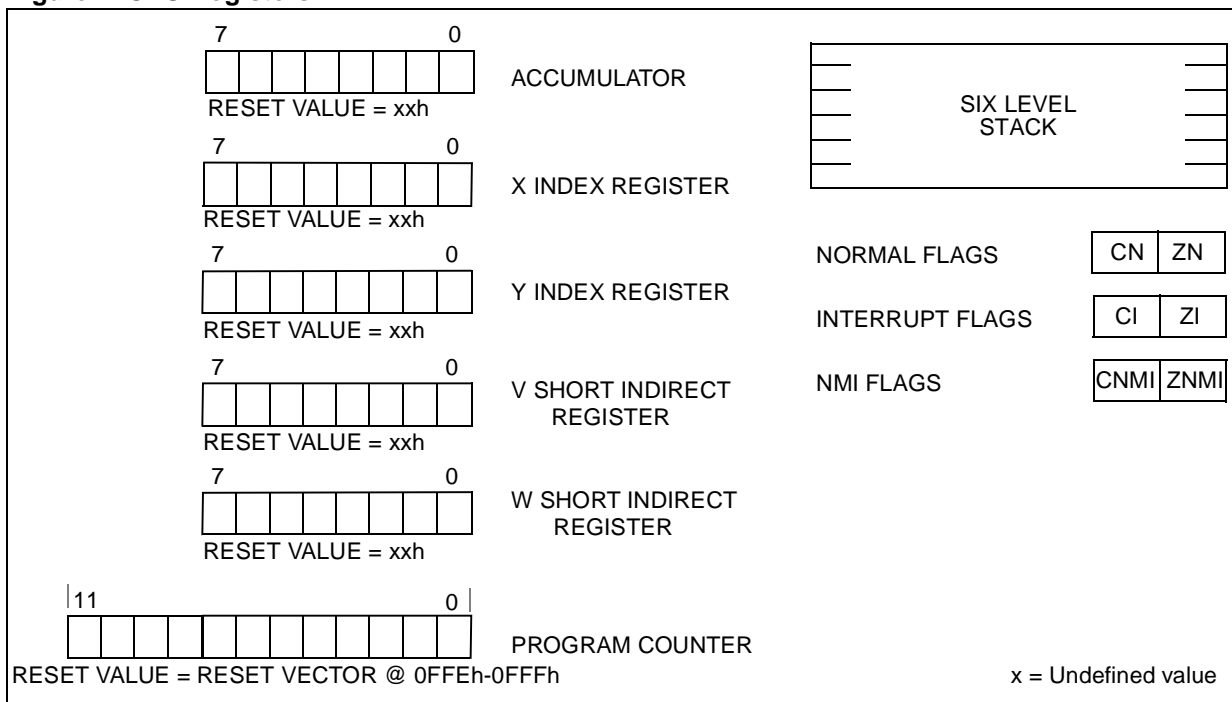 7 0
ACCUMULATOR
RESET VALUE = xxh
7 0
X INDEX REGISTER
RESET VALUE = xxh
7 0
Y INDEX REGISTER
RESET VALUE = xxh
7 0
V SHORT INDIRECT
REGISTER
RESET VALUE = xxh
7 0
W SHORT INDIRECT
REGISTER
RESET VALUE = xxh
11 0
PROGRAM COUNTER
RESET VALUE = RESET VECTOR @ 0FFEh-0FFFh
SIX LEVEL
STACK
NORMAL FLAGS CN ZN
INTERRUPT FLAGS CI ZI
NMI FLAGS CNMI ZNMI
x = Undefined value